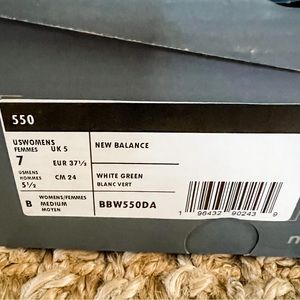 550
USWOMENS
FEMMES
UK 5
7
EUR 37½
USMENS
HOMMES
CM 24
5½
B
WOMENS/FEMMES
MEDIUM
MOYEN
NEW BALANCE
WHITE GREEN
BLANC VERT
BBW550DA
1 96432 90243 9